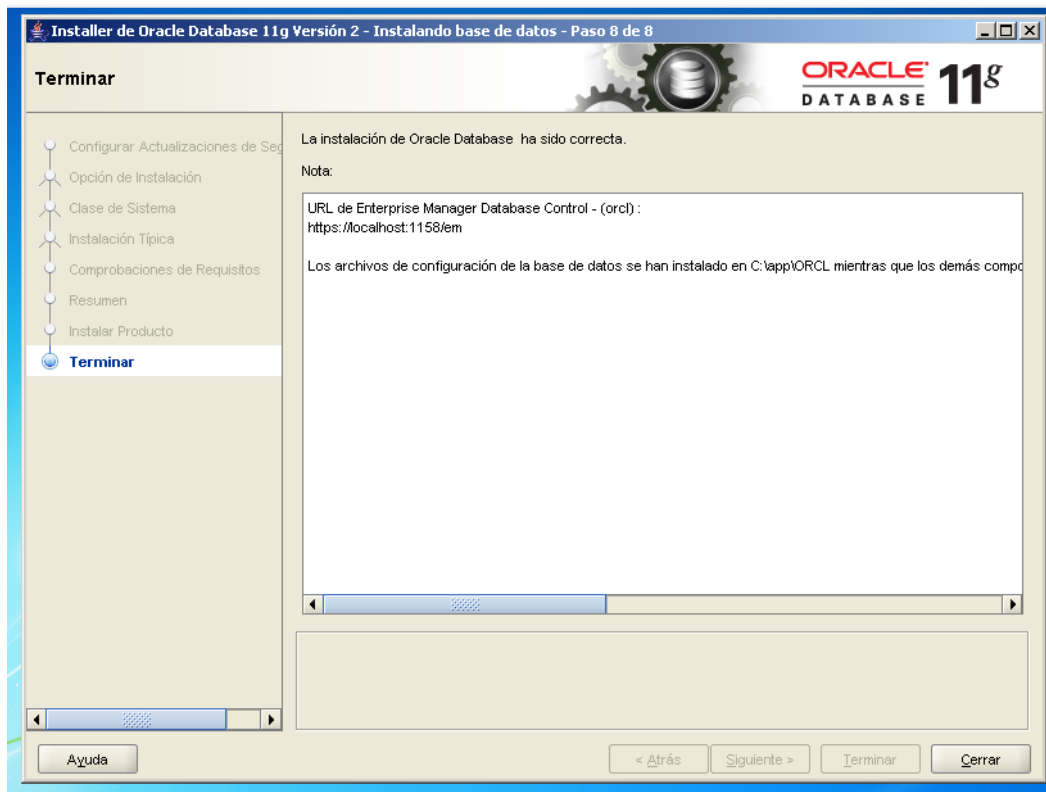 Installer de Oracle Database 11g Versión 2 - Instalando base de datos - Paso 8 de 8
Terminar
ORACLE
DATABASE
11g
Configurar Actualizaciones de Seg
Opción de Instalación
Clase de Sistema
Instalación Típica
Comprobaciones de Requisitos
Resumen
Instalar Producto
Terminar
La instalación de Oracle Database ha sido correcta.
Nota:
URL de Enterprise Manager Database Control - (orcl) :
https://localhost:1158/em
Los archivos de configuración de la base de datos se han instalado en C:\app\ORCL mientras que los demás compo
Ayuda
< Atrás
Siguiente >
Terminar
Cerrar